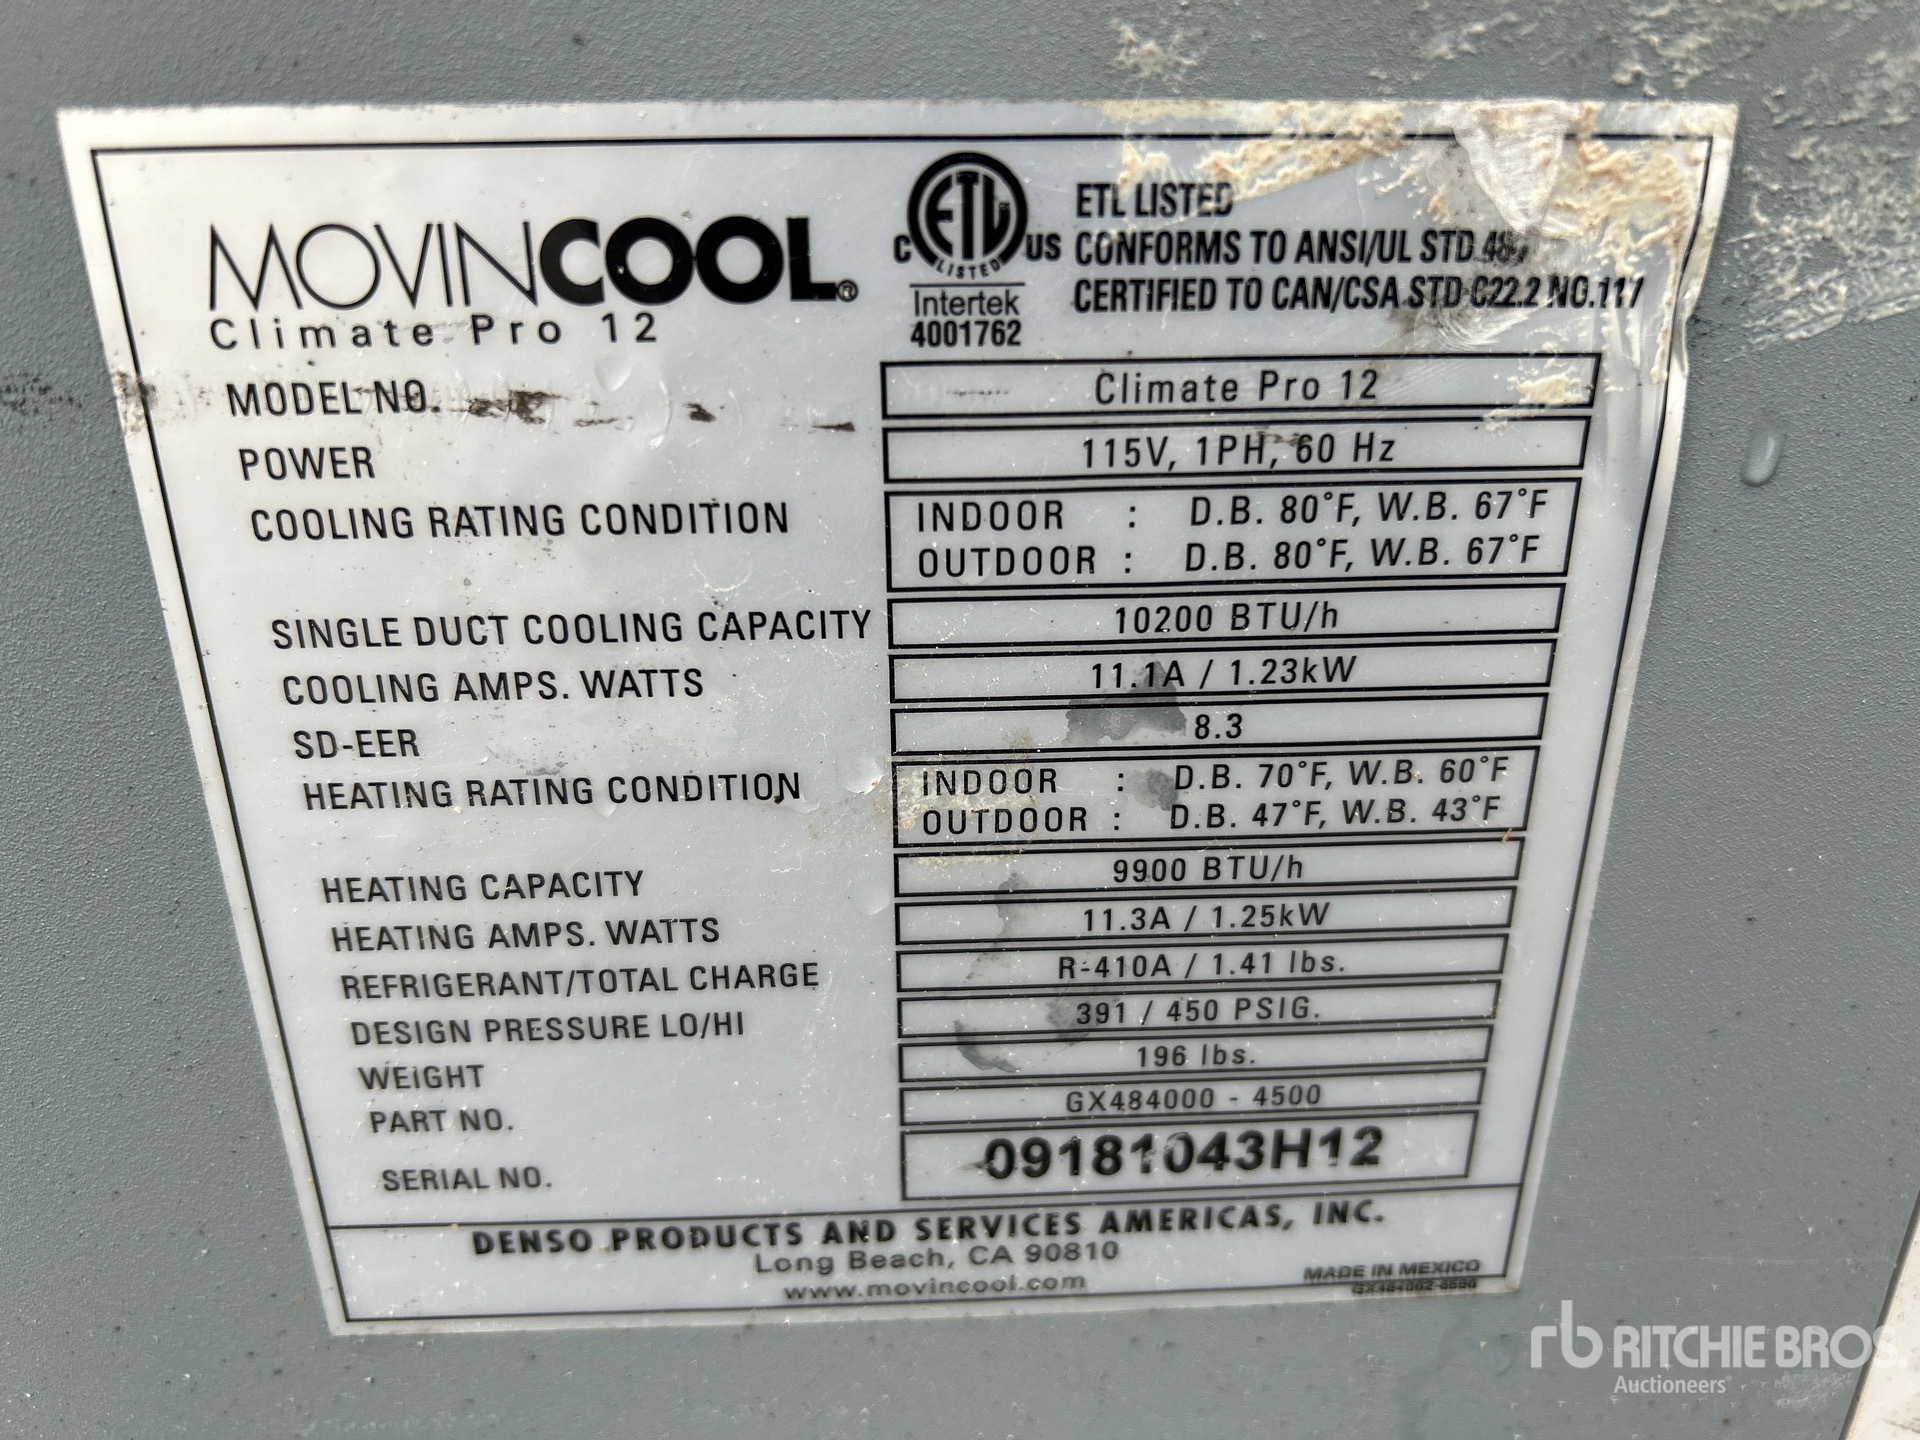 MOVINCOOL®
Climate Pro 12
C ETL US
LISTED
Intertek
4001762
ETL LISTED
CONFORMS TO ANSI/UL STD
CERTIFIED TO CAN/CSA STD C22.2 NO.117
MODEL NO. Climate Pro 12
POWER 115V, 1PH, 60 Hz
COOLING RATING CONDITION INDOOR : D.B. 80°F, W.B. 67°F
OUTDOOR : D.B. 80°F, W.B. 67°F
SINGLE DUCT COOLING CAPACITY 10200 BTU/h
COOLING AMPS. WATTS 11.1A / 1.23kW
SD-EER 8.3
HEATING RATING CONDITION INDOOR : D.B. 70°F, W.B. 60°F
OUTDOOR : D.B. 47°F, W.B. 43°F
HEATING CAPACITY 9900 BTU/h
HEATING AMPS. WATTS 11.3A / 1.25kW
REFRIGERANT/TOTAL CHARGE R-410A / 1.41 lbs.
DESIGN PRESSURE LO/HI 391 / 450 PSIG.
WEIGHT 196 lbs.
PART NO. GX484000 - 4500
SERIAL NO. 09181043H12
DENSO PRODUCTS AND SERVICES AMERICAS, INC.
Long Beach, CA 90810
www.movincool.com
MADE IN MEXICO
rb RITCHIE BROS.
Auctioneers